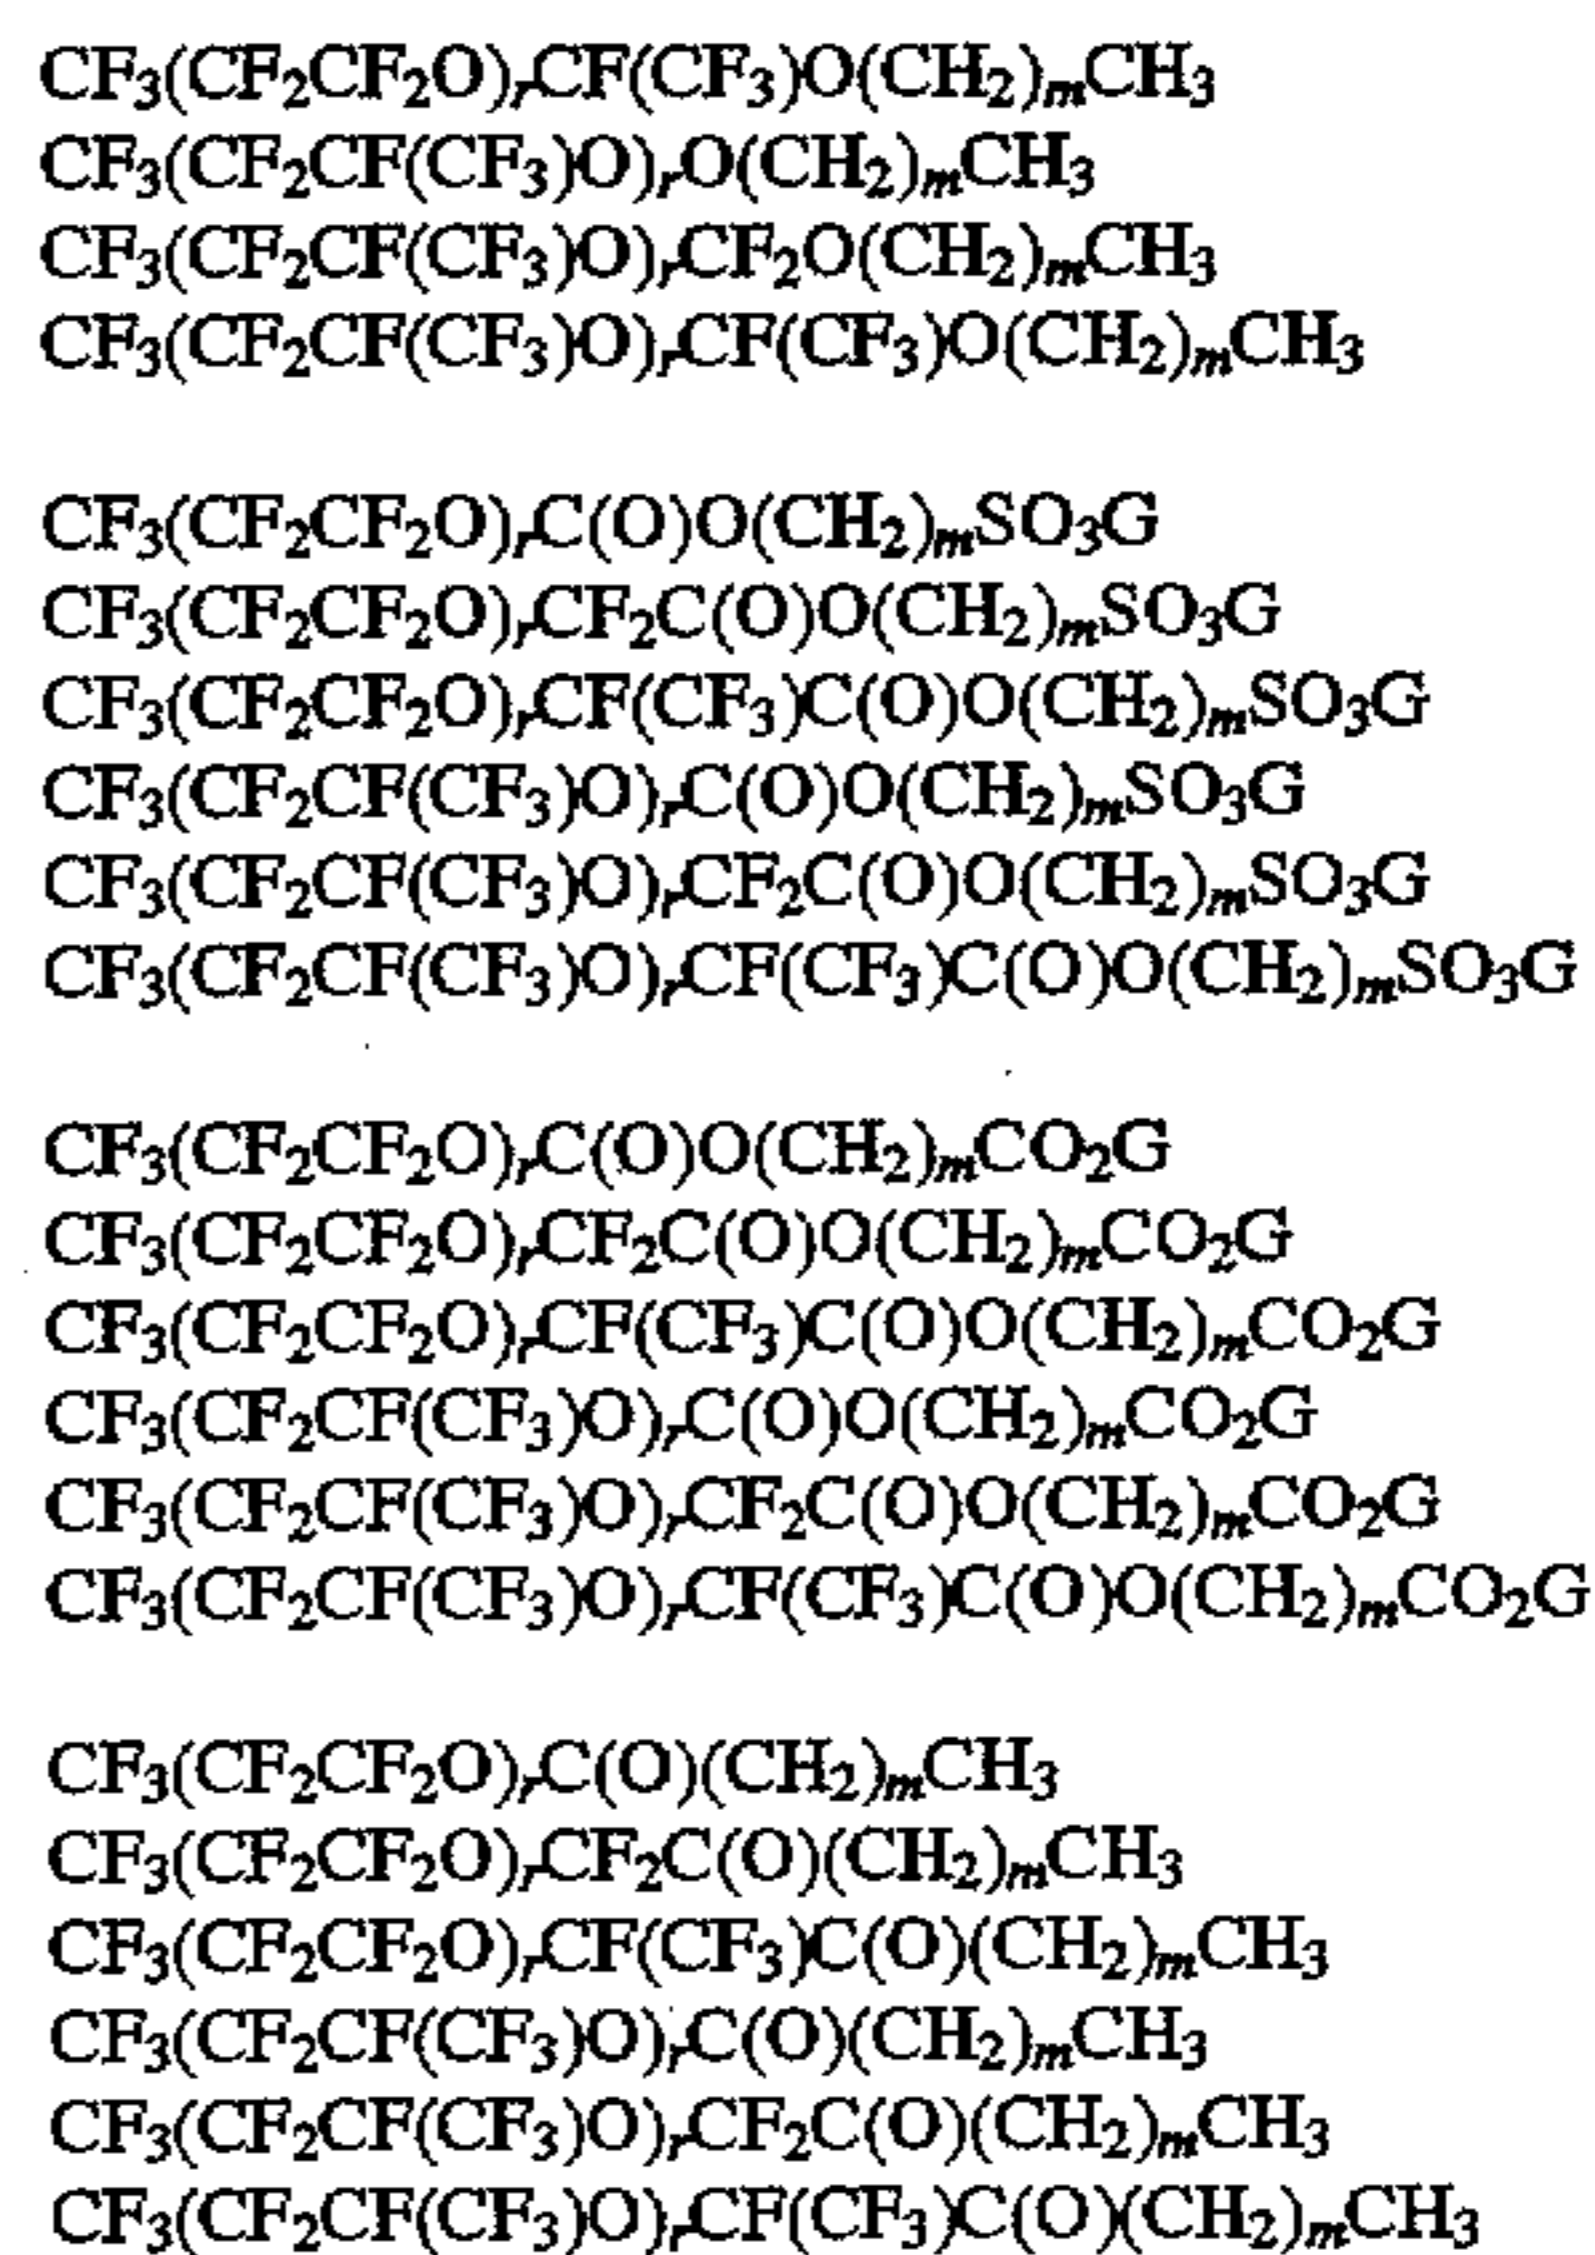 CF₃(CF₂CF₂O)ᵣCF(CF₃)O(CH₂)ₘCH₃
CF₃(CF₂CF(CF₃)O)ᵣO(CH₂)ₘCH₃
CF₃(CF₂CF(CF₃)O)ᵣCF₂O(CH₂)ₘCH₃
CF₃(CF₂CF(CF₃)O)ᵣCF(CF₃)O(CH₂)ₘCH₃
CF₃(CF₂CF₂O)ᵣC(O)O(CH₂)ₘSO₃G
CF₃(CF₂CF₂O)ᵣCF₂C(O)O(CH₂)ₘSO₃G
CF₃(CF₂CF₂O)ᵣCF(CF₃)C(O)O(CH₂)ₘSO₃G
CF₃(CF₂CF(CF₃)O)ᵣC(O)O(CH₂)ₘSO₃G
CF₃(CF₂CF(CF₃)O)ᵣCF₂C(O)O(CH₂)ₘSO₃G
CF₃(CF₂CF(CF₃)O)ᵣCF(CF₃)C(O)O(CH₂)ₘSO₃G
CF₃(CF₂CF₂O)ᵣC(O)O(CH₂)ₘCO₂G
CF₃(CF₂CF₂O)ᵣCF₂C(O)O(CH₂)ₘCO₂G
CF₃(CF₂CF₂O)ᵣCF(CF₃)C(O)O(CH₂)ₘCO₂G
CF₃(CF₂CF(CF₃)O)ᵣC(O)O(CH₂)ₘCO₂G
CF₃(CF₂CF(CF₃)O)ᵣCF₂C(O)O(CH₂)ₘCO₂G
CF₃(CF₂CF(CF₃)O)ᵣCF(CF₃)C(O)O(CH₂)ₘCO₂G
CF₃(CF₂CF₂O)ᵣC(O)(CH₂)ₘCH₃
CF₃(CF₂CF₂O)ᵣCF₂C(O)(CH₂)ₘCH₃
CF₃(CF₂CF₂O)ᵣCF(CF₃)C(O)(CH₂)ₘCH₃
CF₃(CF₂CF(CF₃)O)ᵣC(O)(CH₂)ₘCH₃
CF₃(CF₂CF(CF₃)O)ᵣCF₂C(O)(CH₂)ₘCH₃
CF₃(CF₂CF(CF₃)O)ᵣCF(CF₃)C(O)(CH₂)ₘCH₃